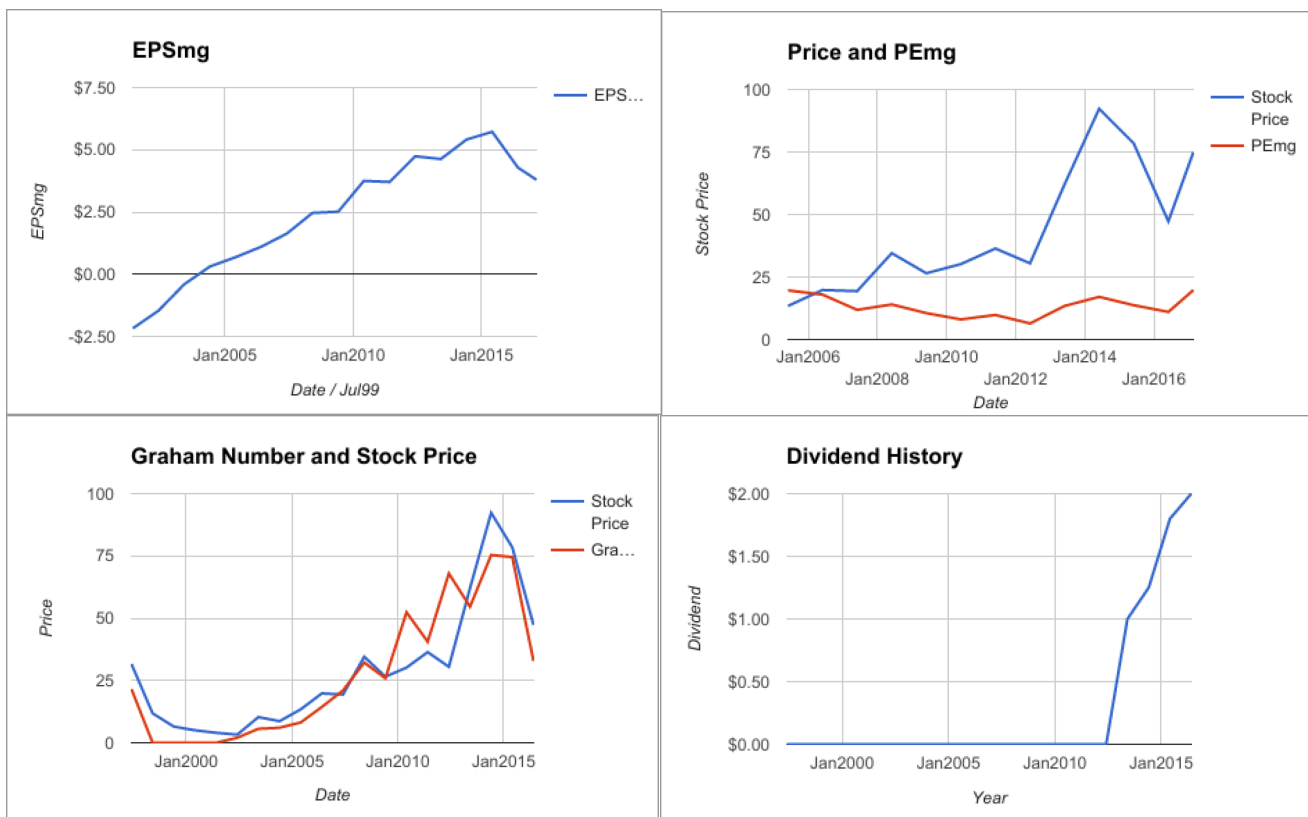 EPSmg
$7.50
$5.00
$2.50
$0.00
-$2.50
EPSmg
Jan2005
Jan2010
Jan2015
Date / Jul99
EPS…
Price and PEmg
100
75
50
25
0
Stock Price
Jan2006
Jan2008
Jan2010
Jan2012
Jan2014
Jan2016
Date
Stock
Price
PEmg
Graham Number and Stock Price
100
75
50
25
0
Price
Jan2000
Jan2005
Jan2010
Jan2015
Date
Stock
Price
Gra…
Dividend History
$2.00
$1.50
$1.00
$0.50
$0.00
Dividend
Jan2000
Jan2005
Jan2010
Jan2015
Year